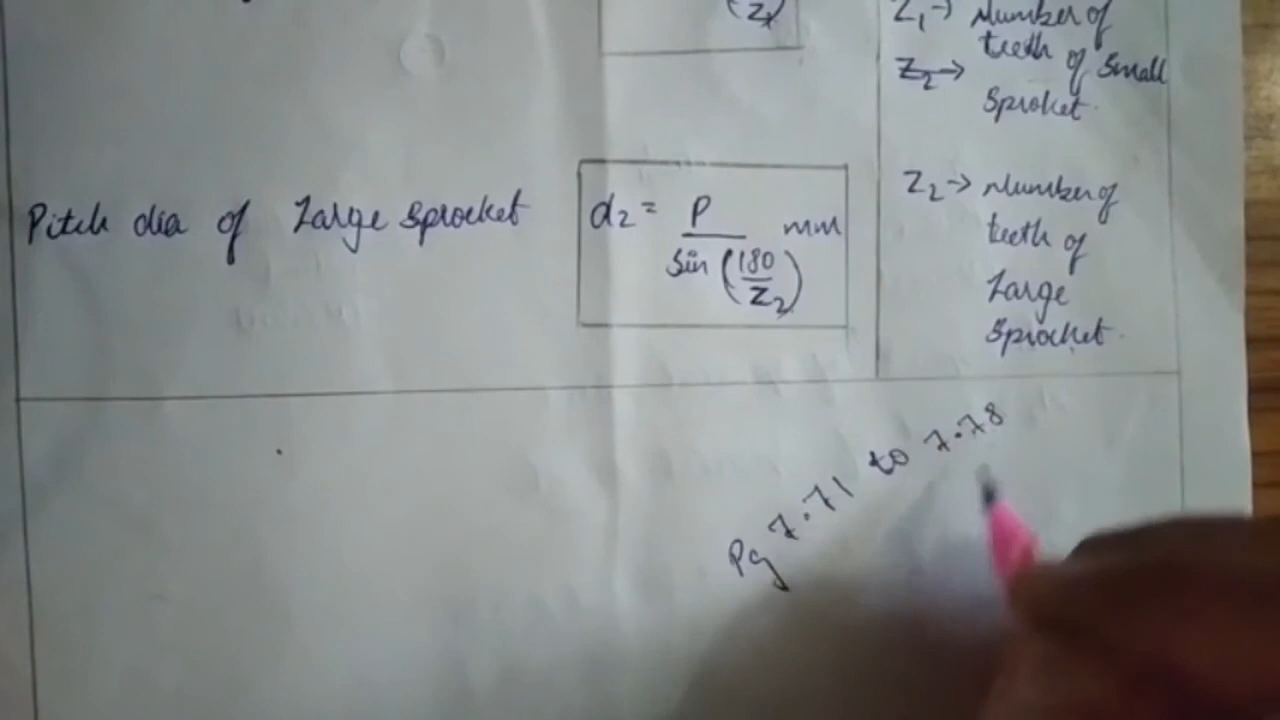 (Z1)
Z1 → Number of
teeth of Small
Z2 →
Sproket.
Pitch dia of Large Sprocket
d2 = P
mm
Sin (180
Z2)
Z2 → Number of
teeth of
Large
Sprocket.
Pg 7.71 to 7.78